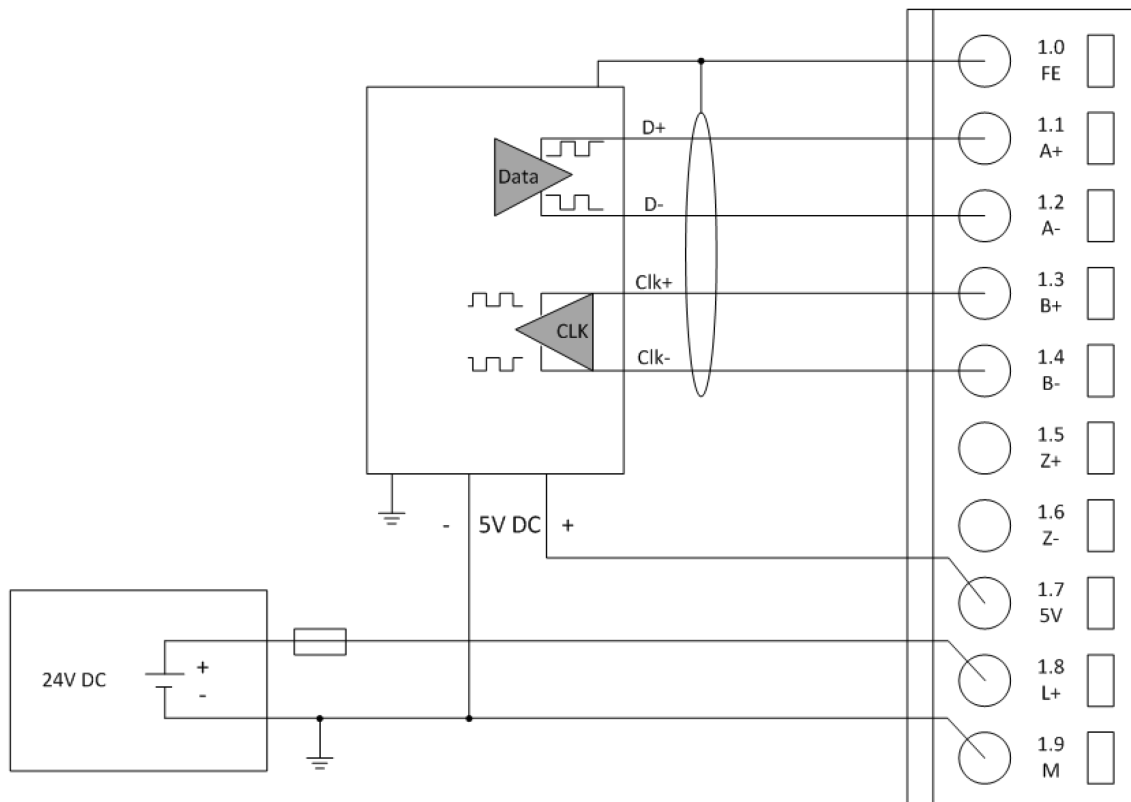 1.0
FE
D+
1.1
A+
Data
D-
1.2
A-
Clk+
1.3
B+
CLK
Clk-
1.4
B-
1.5
Z+
1.6
Z-
- 5V DC +
1.7
5V
24V DC
+
-
1.8
L+
1.9
M